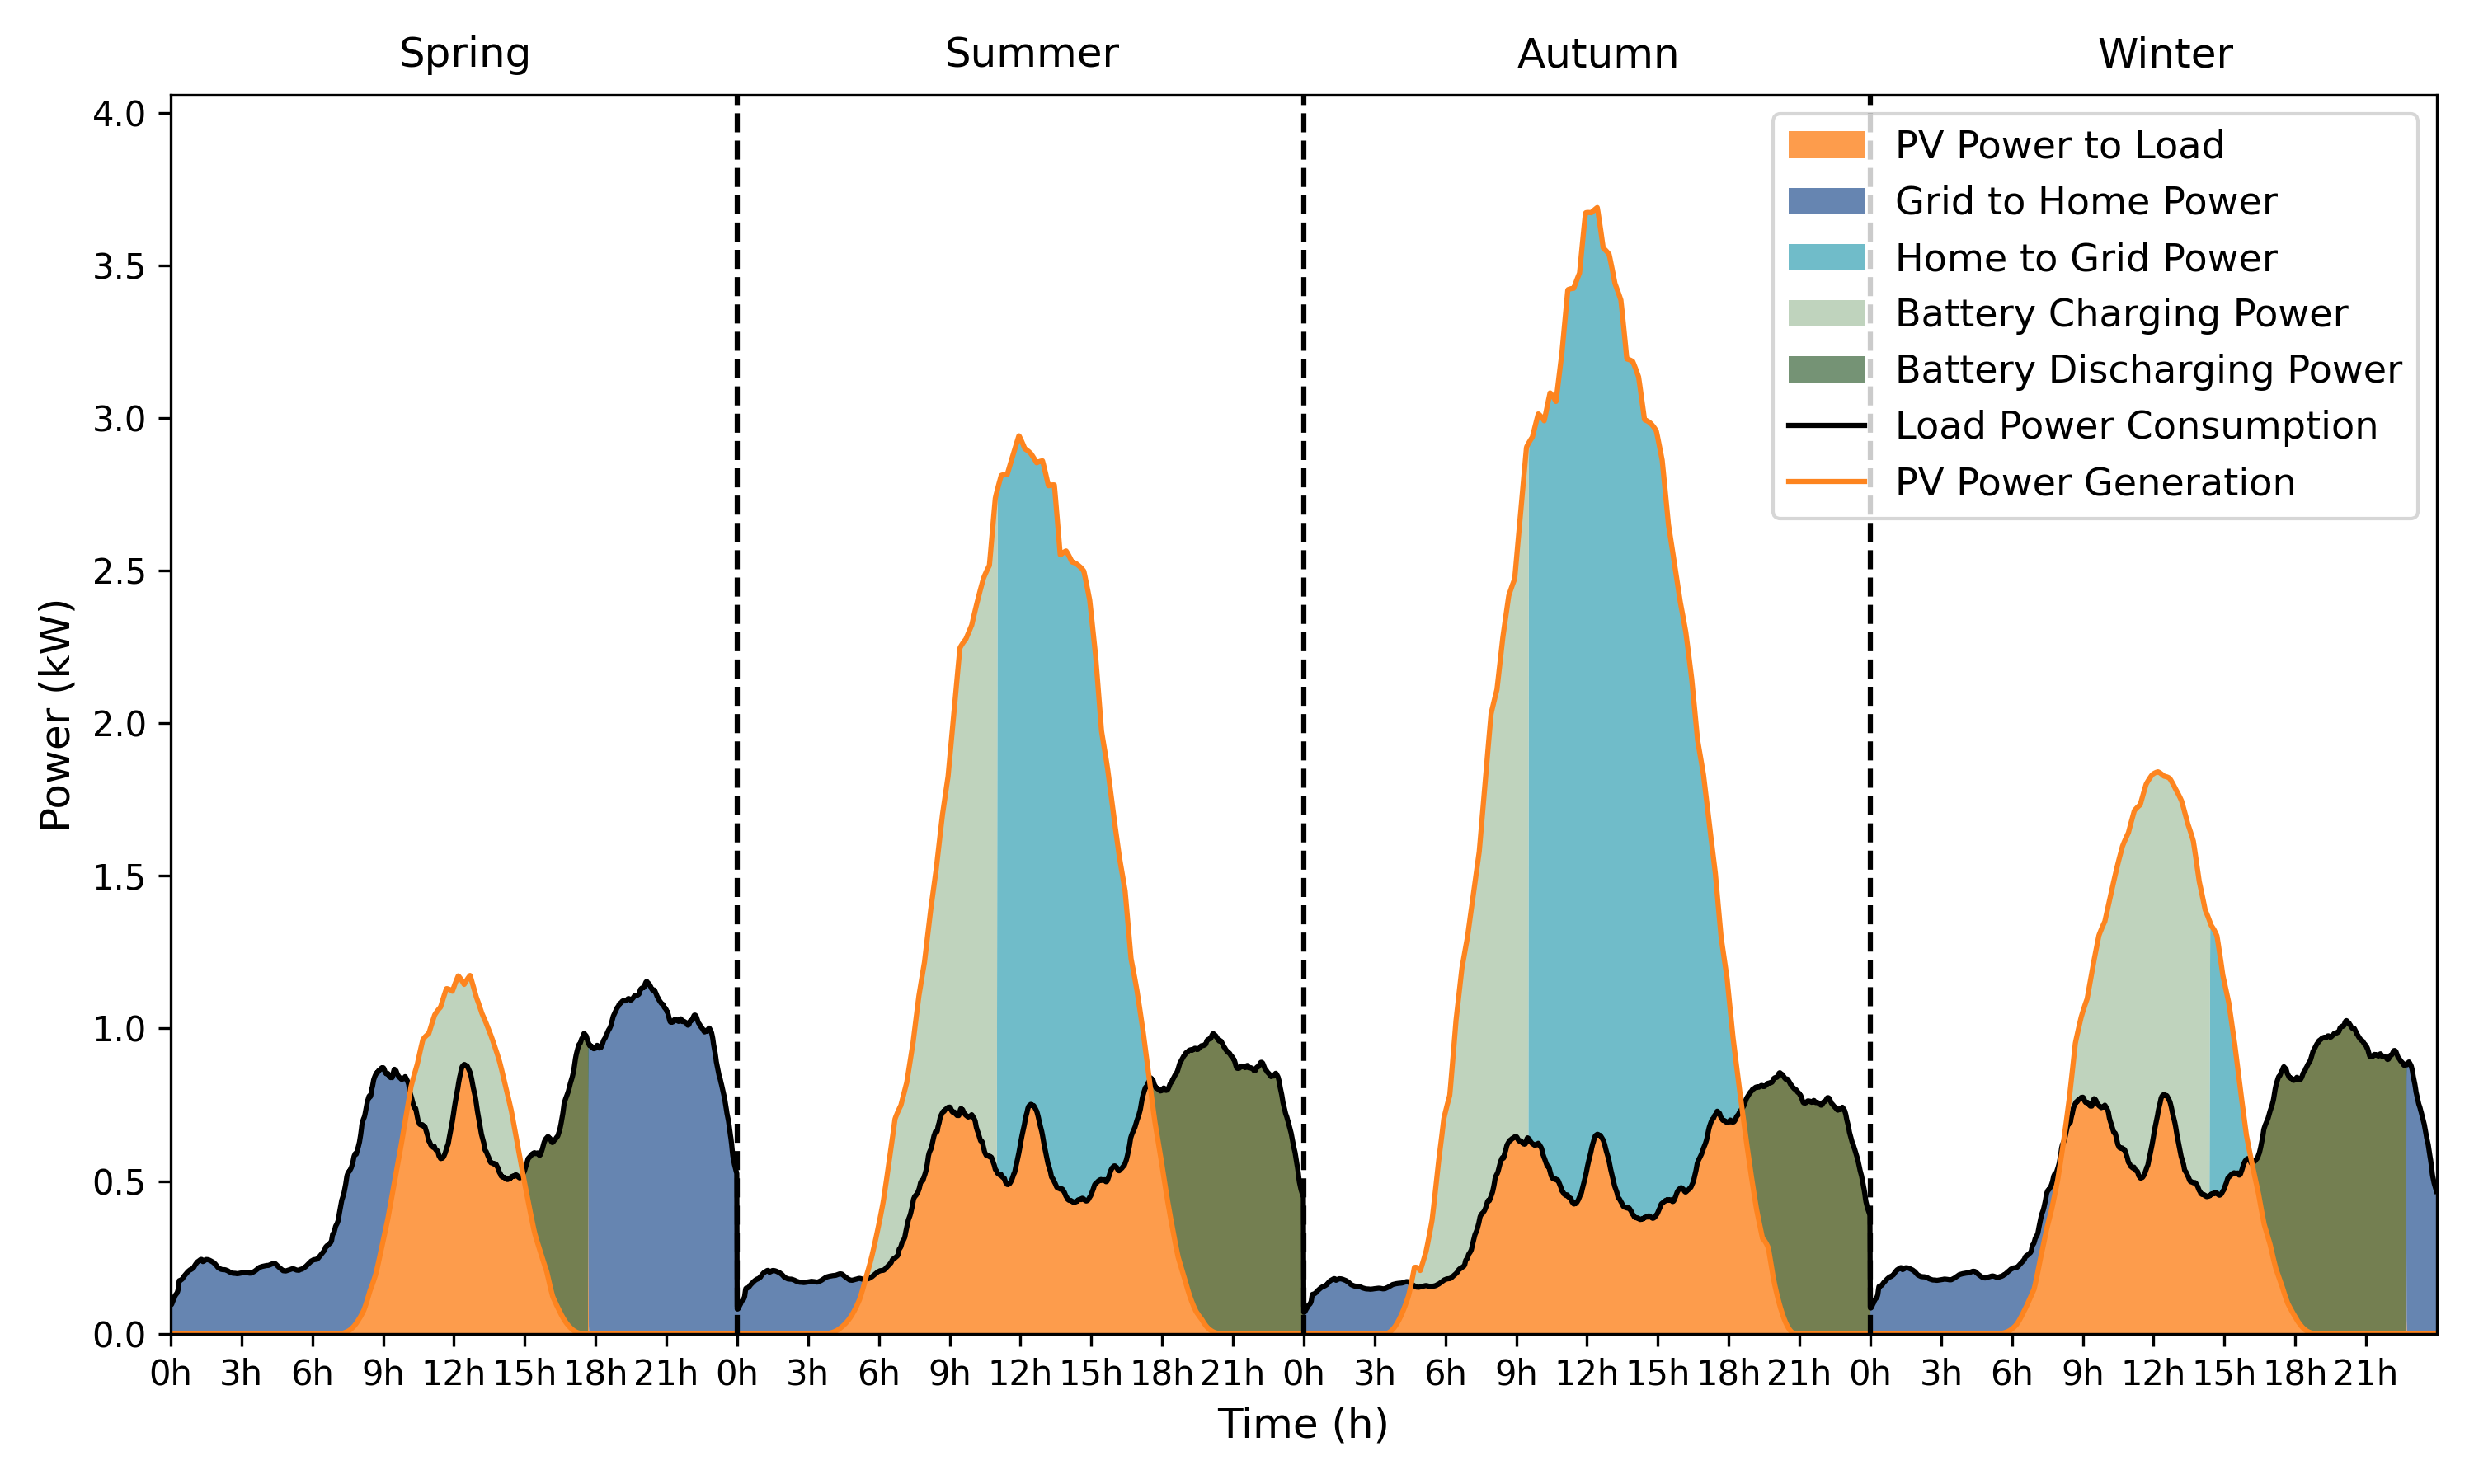 Spring Summer Autumn Winter
4.0
3.5
3.0
2.5
2.0
1.5
1.0
0.5
0.0
Power (kW)
PV Power to Load
Grid to Home Power
Home to Grid Power
Battery Charging Power
Battery Discharging Power
Load Power Consumption
PV Power Generation
0h 3h 6h 9h 12h 15h 18h 21h 0h 3h 6h 9h 12h 15h 18h 21h 0h 3h 6h 9h 12h 15h 18h 21h 0h 3h 6h 9h 12h 15h 18h 21h
Time (h)